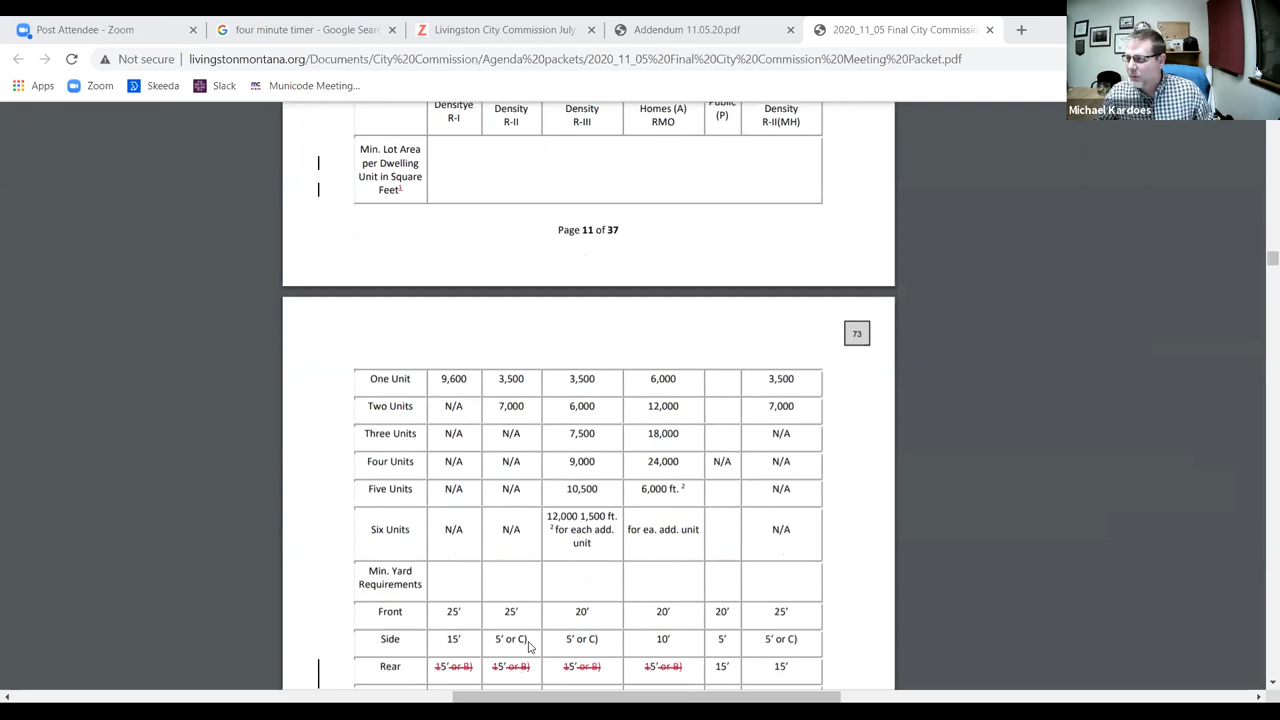 Post Attendee - Zoom
four minute timer - Google Se
Livingston City Commission July
Addendum 11.05.20.pdf
2020_11_05 Final City Commissio
Not secure | livingstonmontana.org/Documents/City%20Commission/Agenda%20packets/2020_11_05%20Final%20City%20Commission%20Meeting%20Packet.pdf
Apps Zoom Skeeda Slack Municode Meeting...
Michael Kardoes
Densitye R-I
Density R-II
Density R-III
Homes (A) RMO
Public (P)
Density R-II(MH)
Min. Lot Area
per Dwelling
Unit in Square
Feet1
Page 11 of 37
73
One Unit 9,600 3,500 3,500 6,000 3,500
Two Units N/A 7,000 6,000 12,000 7,000
Three Units N/A N/A 7,500 18,000 N/A
Four Units N/A N/A 9,000 24,000 N/A N/A
Five Units N/A N/A 10,500 6,000 ft. 2 N/A
Six Units N/A N/A 12,000 1,500 ft. 2 for each add. unit for ea. add. unit N/A
Min. Yard
Requirements
Front 25' 25' 20' 20' 20' 25'
Side 15' 5' or C) 5' or C) 10' 5' 5' or C)
Rear 15' or B) 15' or B) 15' or B) 15' or B) 15' 15'